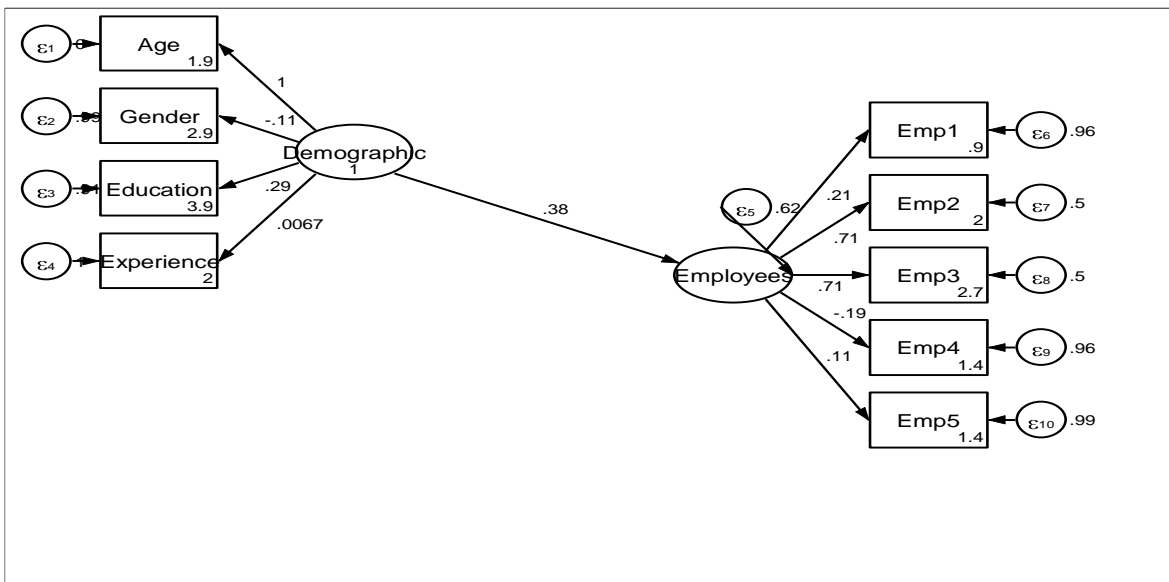 ε1
Age
1.9
ε2
Gender
2.9
ε3
Education
3.9
ε4
Experience
2
1
-.11
.29
.0067
Demographic
1
.38
ε5
.62
Employees
.21
.71
.71
-.19
.11
Emp1
.9
ε6
.96
Emp2
2
ε7
.5
Emp3
2.7
ε8
.5
Emp4
1.4
ε9
.96
Emp5
1.4
ε10
.99